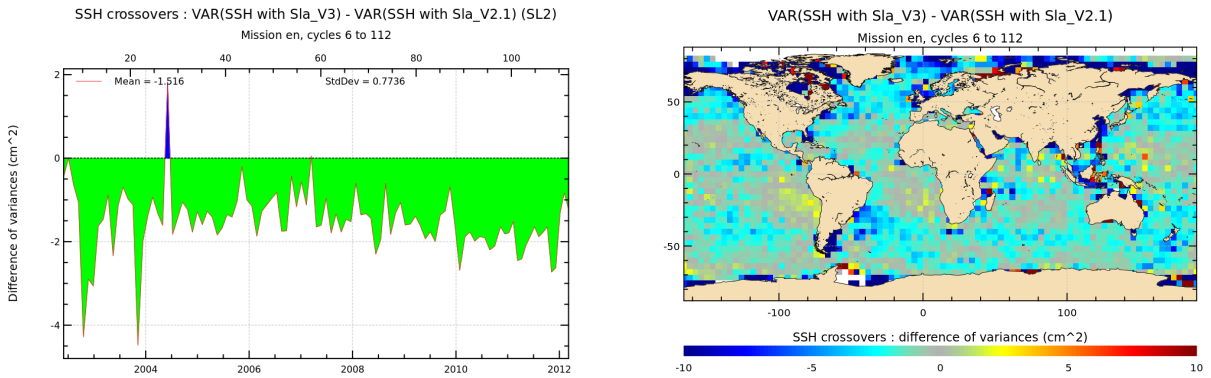 SSH crossovers : VAR(SSH with Sla_V3) - VAR(SSH with Sla_V2.1) (SL2)
Mission en, cycles 6 to 112
20 40 60 80 100
Mean = -1.516 StdDev = 0.7736
Difference of variances (cm^2)
2
0
-2
-4
2004 2006 2008 2010 2012
VAR(SSH with Sla_V3) - VAR(SSH with Sla_V2.1)
Mission en, cycles 6 to 112
50
0
-50
-100 0 100
SSH crossovers : difference of variances (cm^2)
-10 -5 0 5 10